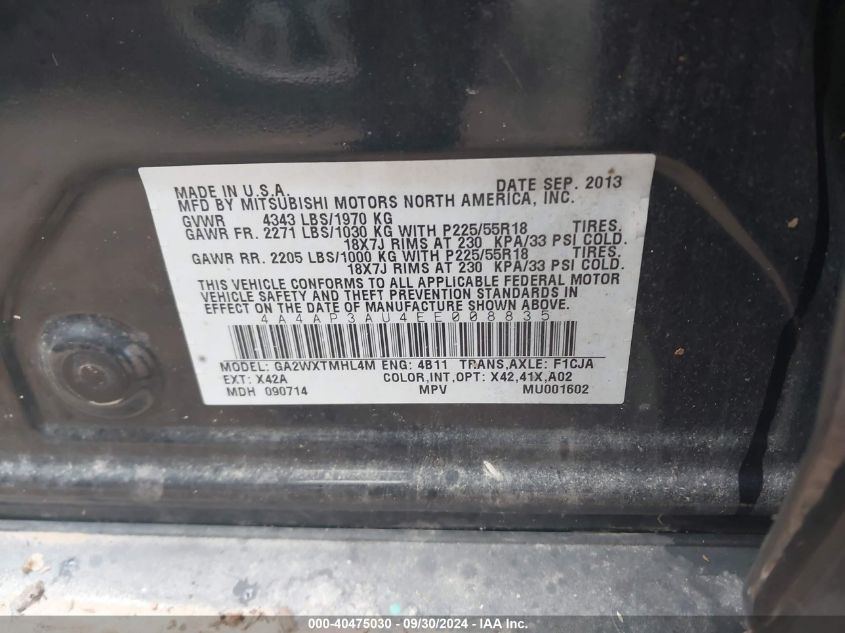 MADE IN U.S.A. DATE SEP. 2013
MFD BY MITSUBISHI MOTORS NORTH AMERICA, INC.
GVWR 4343 LBS/1970 KG
GAWR FR. 2271 LBS/1030 KG WITH P225/55R18 TIRES,
18X7J RIMS AT 230 KPA/33 PSI COLD.
GAWR RR. 2205 LBS/1000 KG WITH P225/55R18 TIRES,
18X7J RIMS AT 230 KPA/33 PSI COLD.
THIS VEHICLE CONFORMS TO ALL APPLICABLE FEDERAL MOTOR
VEHICLE SAFETY AND THEFT PREVENTION STANDARDS IN
EFFECT ON THE DATE OF MANUFACTURE SHOWN ABOVE.
4A4AP3AU4EE008835
MODEL: GA2WXTMHL4M ENG: 4B11 TRANS,AXLE: F1CJA
EXT: X42A COLOR,INT,OPT: X42,41X,A02
MDH 090714 MPV MU001602
000-40475030 - 09/30/2024 - IAAI.com